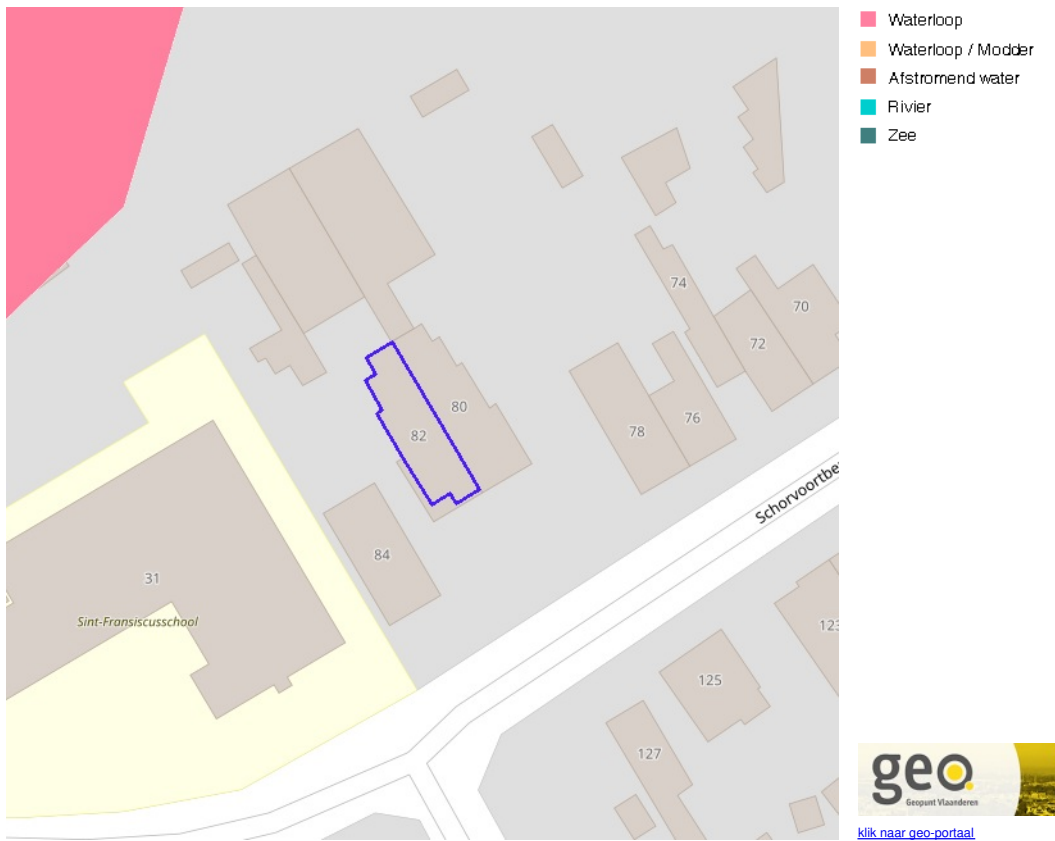 Waterloop
Waterloop / Modder
Afstromend water
Rivier
Zee
74
70
72
80
82
76
78
84
31
Sint-Fransiscusschool
Schorvoortbe
123
125
127
geo
Geopunt Vlaanderen
klik naar geo-portaal